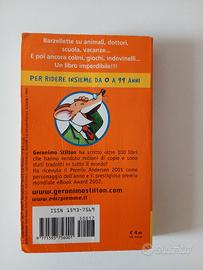 Barzellette su animali, dottori,
scuola, vacanze...
E poi ancora colmi, giochi, indovinelli...
Un libro imperdibile!!!
PER RIDERE INSIEME DA 0 A 99 ANNI
Geronimo Stilton ha scritto oltre 100 libri
che hanno venduto milioni di copie e sono
stati tradotti in tutto il mondo!
Ha ricevuto il Premio Andersen 2001 come
personaggio dell'anno e il prestigioso premio
mondiale eBook Award 2002.
www.geronimostilton.com
www.edizpiemme.it
ISSN 1593-7569
subito